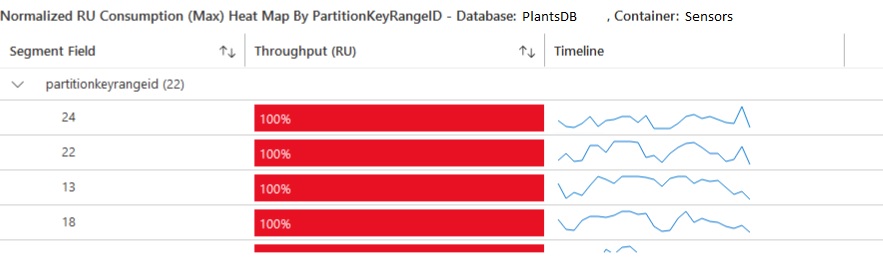 Normalized RU Consumption (Max) Heat Map By PartitionKeyRangeID - Database: PlantsDB , Container: Sensors
Segment Field Throughput (RU) Timeline
partitionkeyrangeid (22)
24 100%
22 100%
13 100%
18 100%